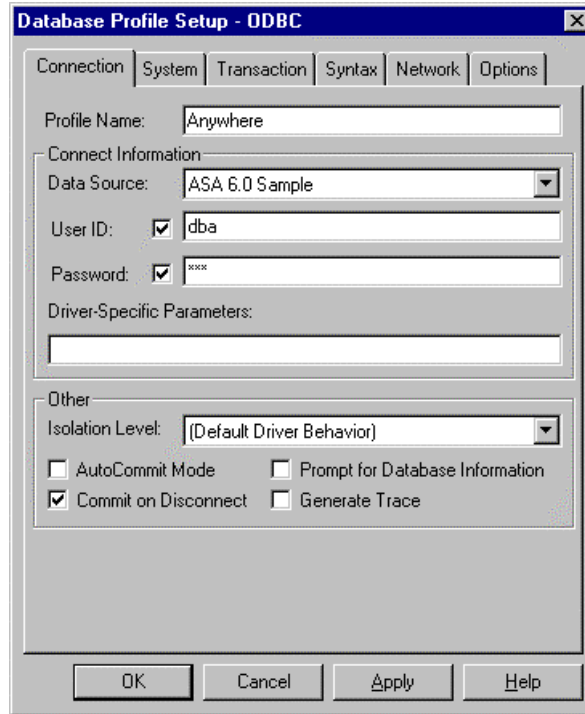 Database Profile Setup - ODBC
Connection System Transaction Syntax Network Options
Profile Name: Anywhere
Connect Information
Data Source: ASA 6.0 Sample
User ID: dba
Password: ***
Driver-Specific Parameters:
Other
Isolation Level: (Default Driver Behavior)
AutoCommit Mode Prompt for Database Information
Commit on Disconnect Generate Trace
OK Cancel Apply Help